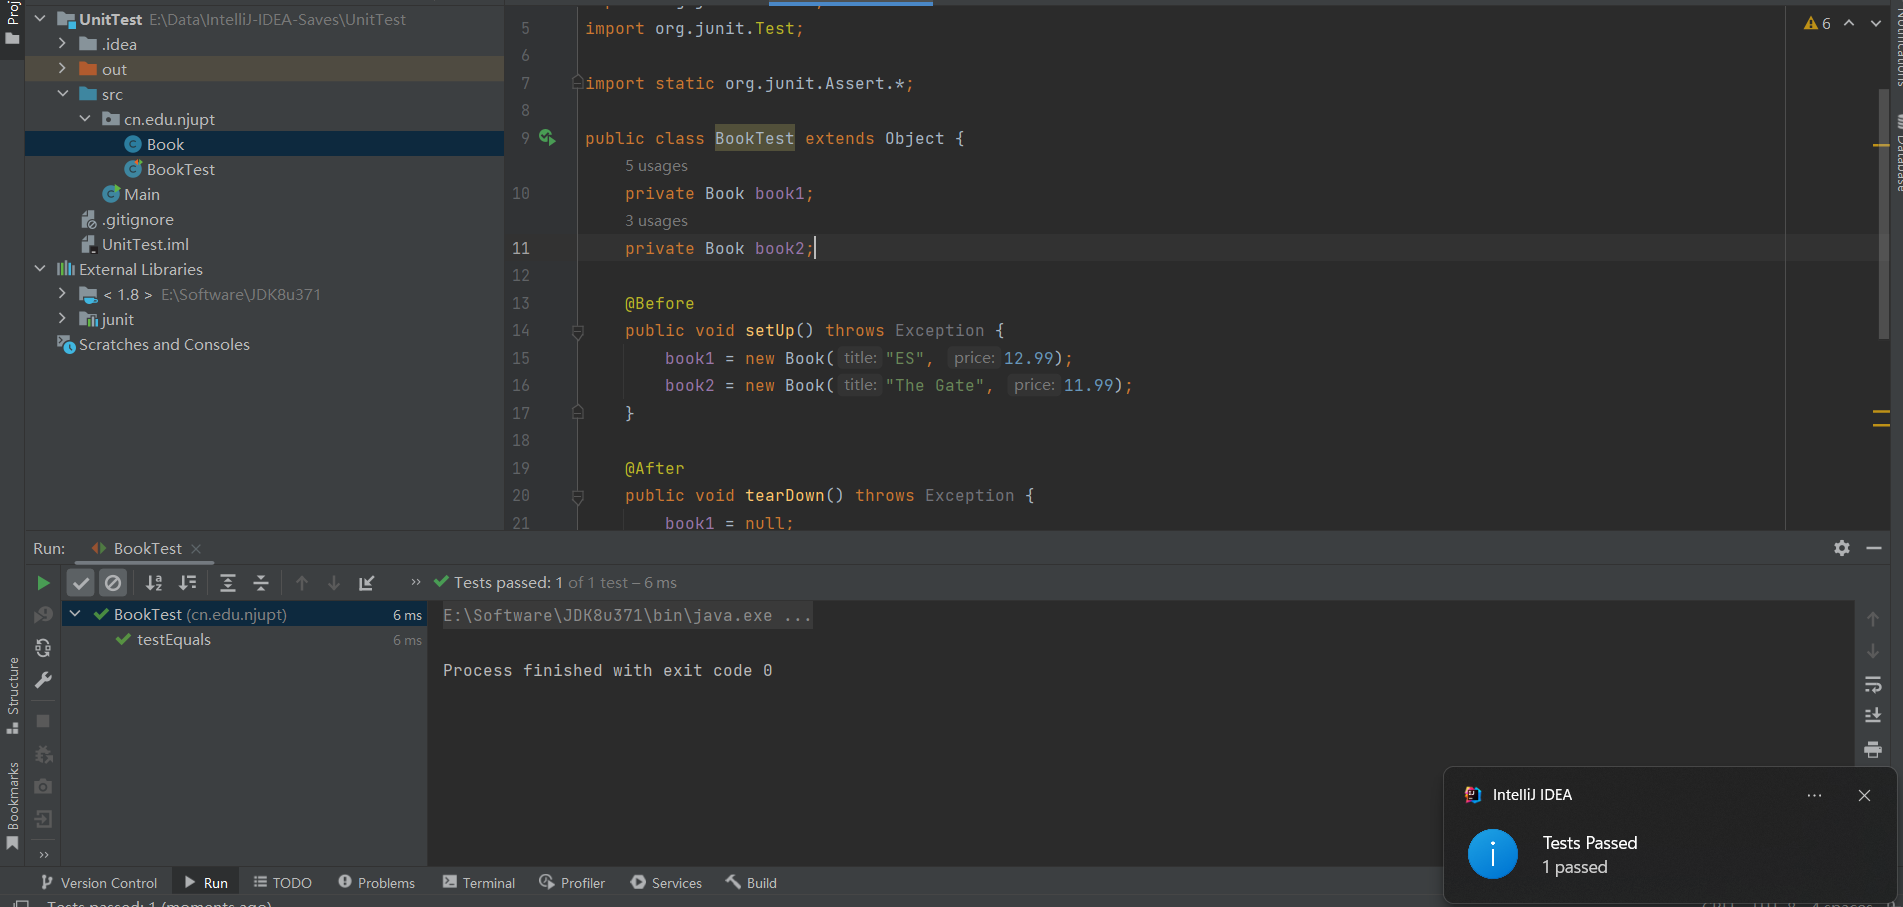 Proj
UnitTest E:\Data\IntelliJ-IDEA-Saves\UnitTest
.idea
out
src
cn.edu.njupt
Book
BookTest
Main
.gitignore
UnitTest.iml
External Libraries
< 1.8 > E:\Software\JDK8u371
junit
Scratches and Consoles
5 import org.junit.Test;
6
7 import static org.junit.Assert.*;
8
9 public class BookTest extends Object {
5 usages
10 private Book book1;
3 usages
11 private Book book2;
12
13 @Before
14 public void setUp() throws Exception {
15 book1 = new Book( title: "ES", price: 12.99);
16 book2 = new Book( title: "The Gate", price: 11.99);
17 }
18
19 @After
20 public void tearDown() throws Exception {
21 book1 = null;
6
Notifications
Database
Run: BookTest
Tests passed: 1 of 1 test – 6 ms
BookTest (cn.edu.njupt) 6 ms
testEquals 6 ms
E:\Software\JDK8u371\bin\java.exe ...
Process finished with exit code 0
Structure
Bookmarks
IntelliJ IDEA
Tests Passed
1 passed
Version Control Run TODO Problems Terminal Profiler Services Build
Tests passed: 1 (moments ago)